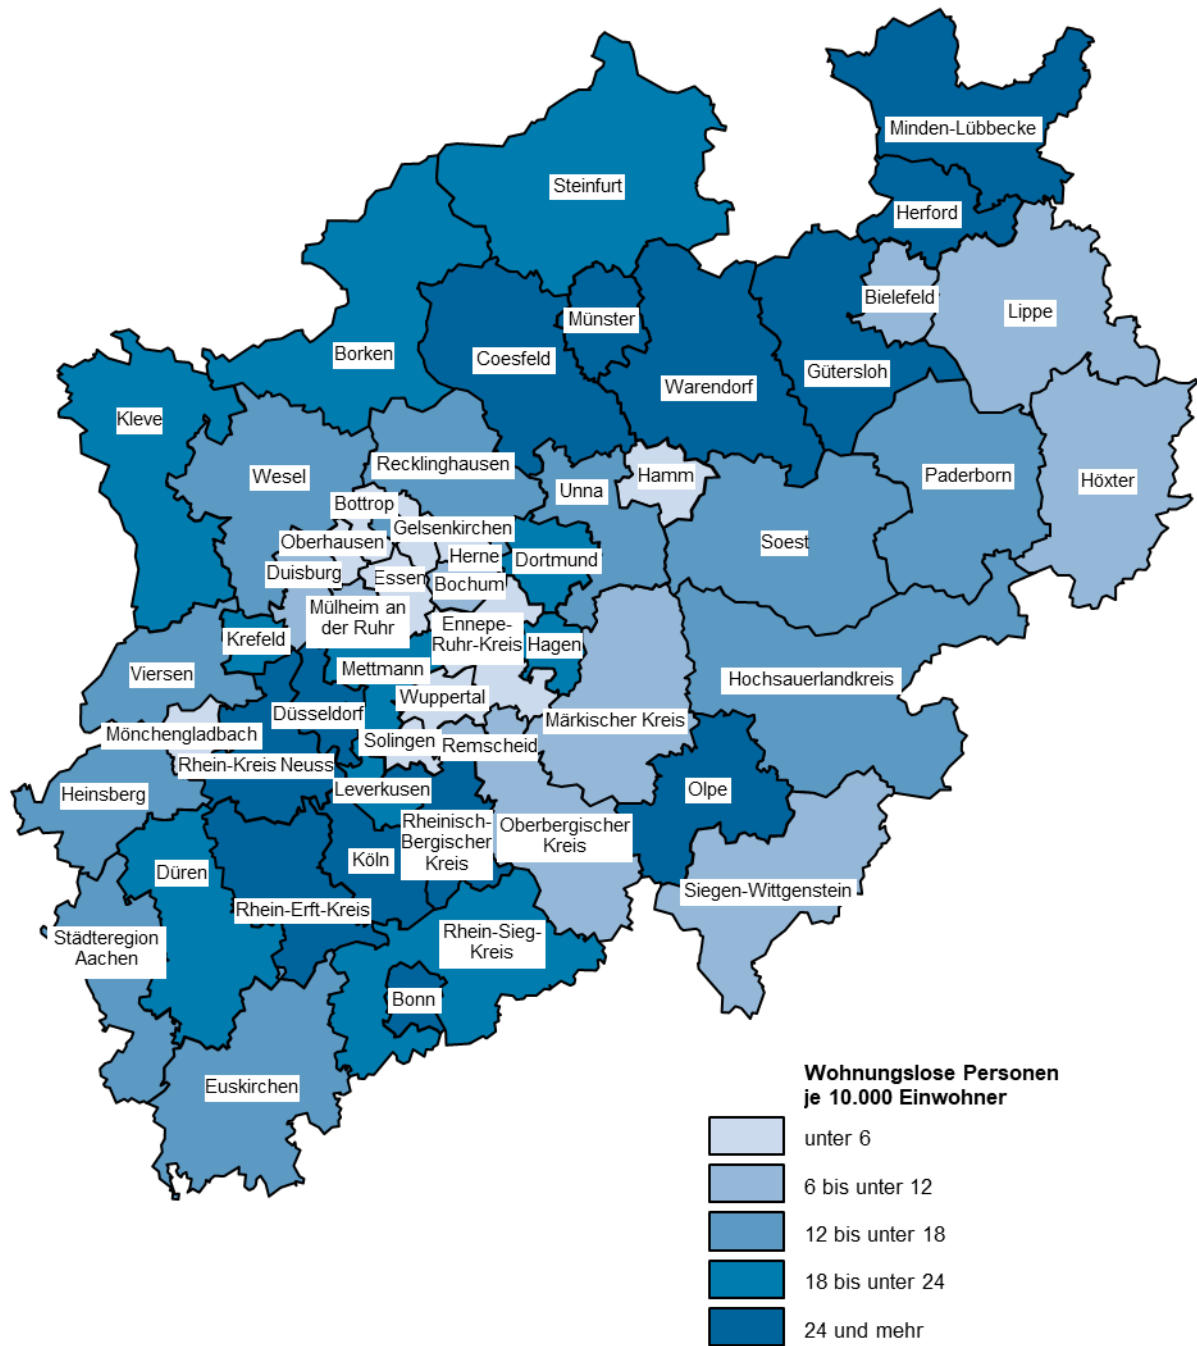 Minden-Lübbecke
Steinfurt
Herford
Bielefeld
Lippe
Münster
Borken
Coesfeld
Gütersloh
Warendorf
Kleve
Recklinghausen
Wesel
Hamm
Paderborn
Höxter
Unna
Bottrop
Gelsenkirchen
Oberhausen
Soest
Herne
Dortmund
Duisburg
Essen
Bochum
Mülheim an
der Ruhr
Ennepe-
Ruhr-Kreis
Krefeld
Hagen
Mettmann
Viersen
Hochsauerlandkreis
Wuppertal
Düsseldorf
Märkischer Kreis
Mönchengladbach
Solingen
Remscheid
Rhein-Kreis Neuss
Heinsberg
Leverkusen
Olpe
Rheinisch-
Bergischer
Kreis
Oberbergischer
Kreis
Köln
Düren
Siegen-Wittgenstein
Rhein-Erft-Kreis
Städteregion
Aachen
Rhein-Sieg-
Kreis
Bonn
Euskirchen
Wohnungslose Personen
je 10.000 Einwohner
unter 6
6 bis unter 12
12 bis unter 18
18 bis unter 24
24 und mehr